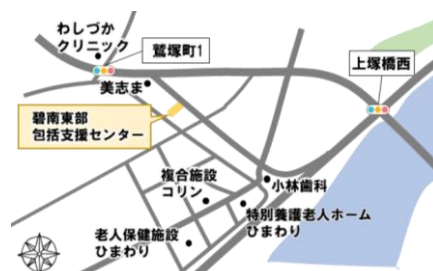 わしづか
クリニック
鷲塚町1
上塚橋西
美志ま
碧南東部
包括支援センター
複合施設
コリン
小林歯科
特別養護老人ホーム
ひまわり
老人保健施設
ひまわり